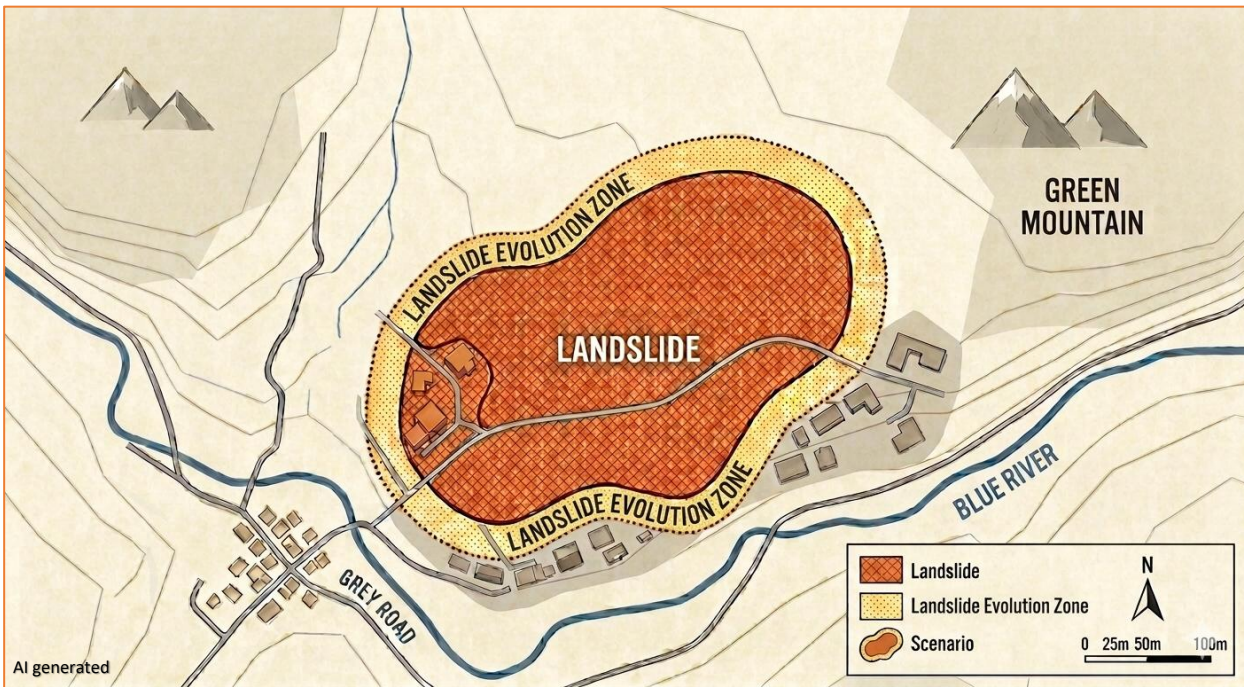 GREEN
MOUNTAIN
LANDSLIDE EVOLUTION ZONE
LANDSLIDE
LANDSLIDE EVOLUTION ZONE
BLUE RIVER
GREY ROAD
Landslide
Landslide Evolution Zone
Scenario
N
0 25m 50m 100m
AI generated